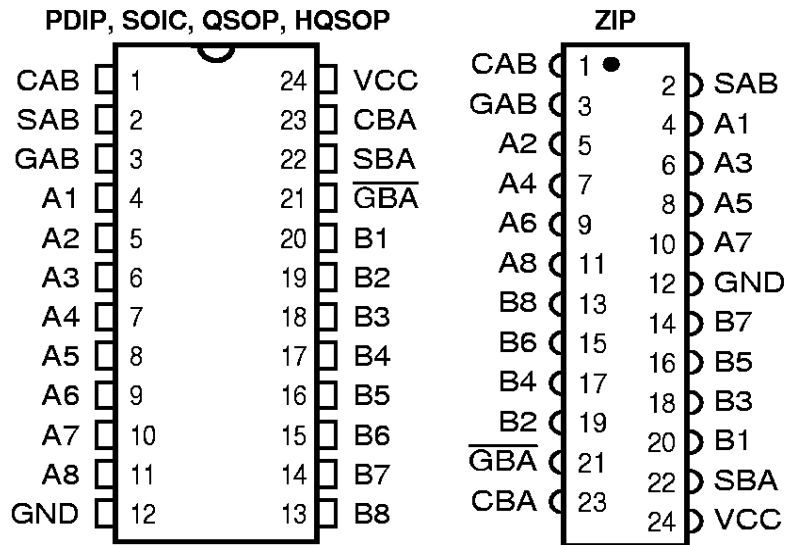 PDIP, SOIC, QSOP, HQSOP
CAB 1 24 VCC
SAB 2 23 CBA
GAB 3 22 SBA
A1 4 21 G̅B̅A̅
A2 5 20 B1
A3 6 19 B2
A4 7 18 B3
A5 8 17 B4
A6 9 16 B5
A7 10 15 B6
A8 11 14 B7
GND 12 13 B8
ZIP
CAB 1
2 SAB
GAB 3
4 A1
A2 5
6 A3
A4 7
8 A5
A6 9
10 A7
A8 11
12 GND
B8 13
14 B7
B6 15
16 B5
B4 17
18 B3
B2 19
20 B1
G̅B̅A̅ 21
22 SBA
CBA 23
24 VCC